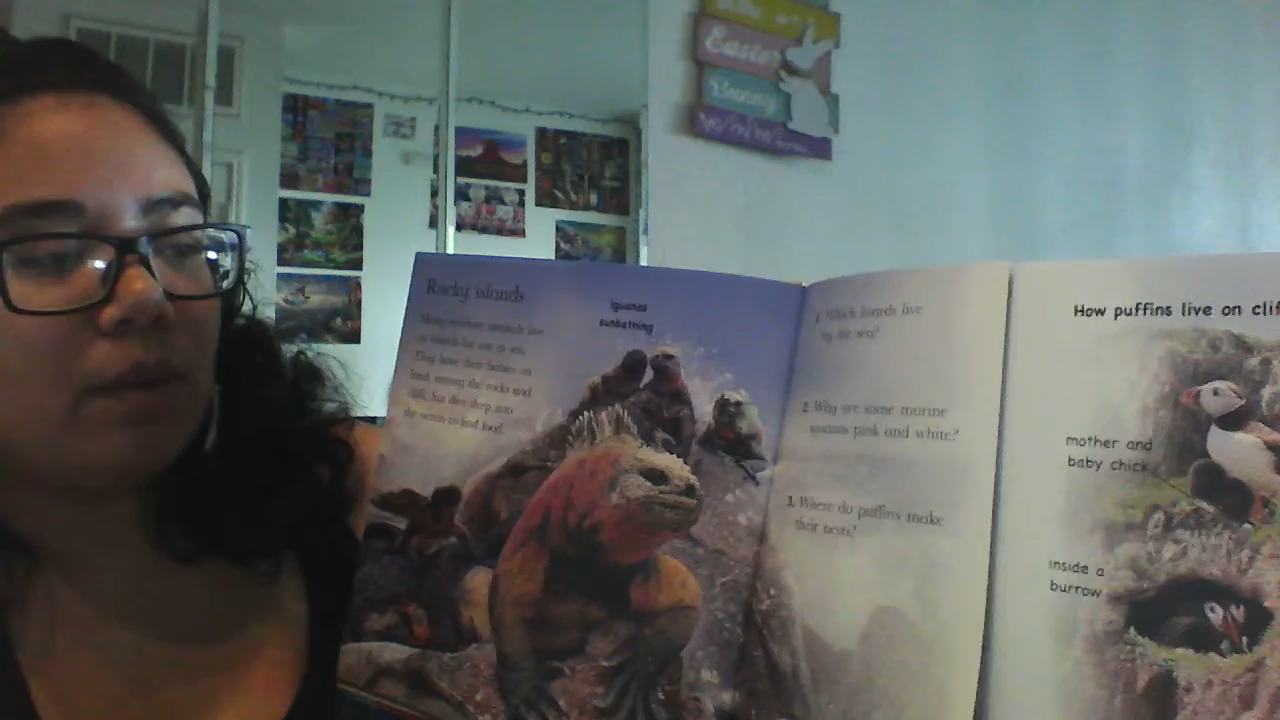 Easter
Bunny
Rocky islands
iguanas
sunbathing
Many seashore animals live
on islands far out at sea.
They have their babies on
land, among the rocks and
cliffs, but dive deep into
the ocean to find food.
1. Which lizards live
by the sea?
2. Why are some marine
iguanas pink and white?
3. Where do puffins make
their nests?
How puffins live on clif
mother and
baby chick
inside a
burrow